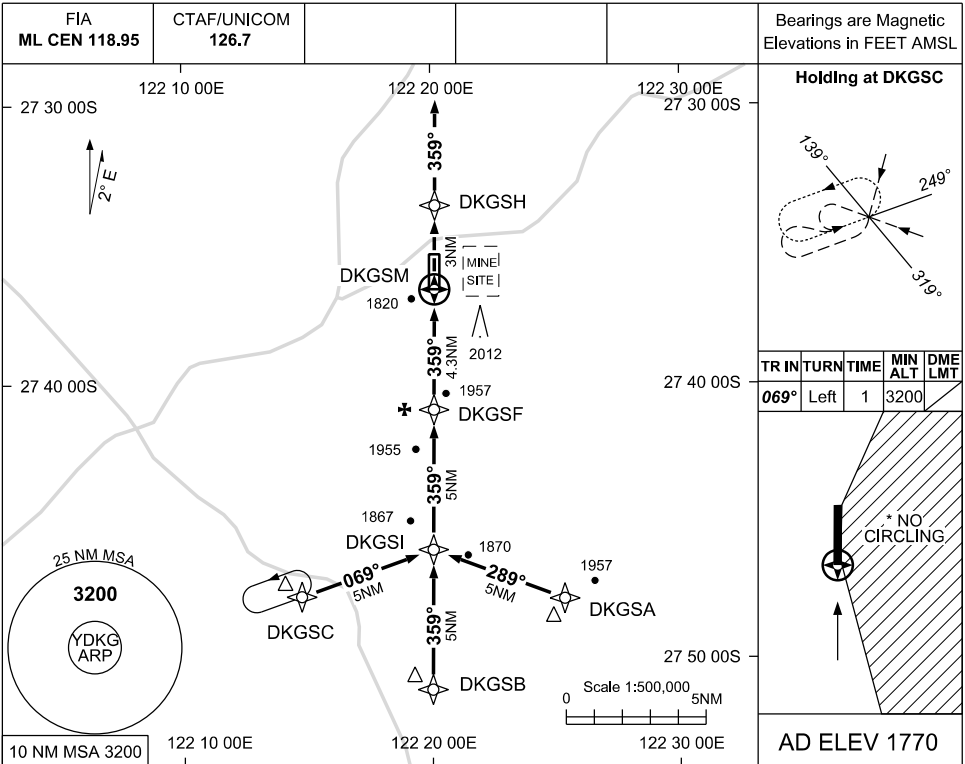 FIA
ML CEN 118.95
CTAF/UNICOM
126.7
Bearings are Magnetic
Elevations in FEET AMSL
122 10 00E
122 20 00E
122 30 00E
27 30 00S
27 30 00S
2° E
359°
DKGSH
3NM
MINE
SITE
DKGSM
1820
2012
359°
4.3NM
27 40 00S
27 40 00S
1957
DKGSF
1955
359°
5NM
1867
DKGSI
1870
069°
5NM
289°
5NM
1957
DKGSC
DKGSA
359°
5NM
DKGSB
27 50 00S
25 NM MSA
3200
YDKG
ARP
10 NM MSA 3200
Scale 1:500,000
0
5NM
122 10 00E
122 20 00E
122 30 00E
Holding at DKGSC
139°
249°
319°
TR IN TURN TIME MIN ALT DME LMT
069° Left 1 3200
* NO
CIRCLING
AD ELEV 1770